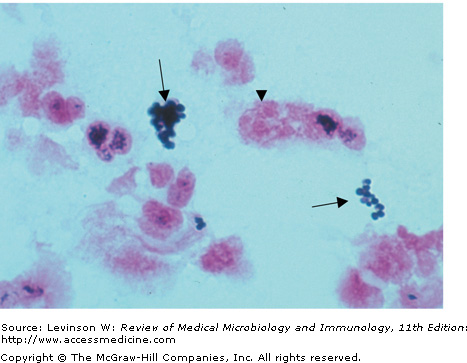 Source: Levinson W: Review of Medical Microbiology and Immunology, 11th Edition:
http://www.accessmedicine.com
Copyright © The McGraw-Hill Companies, Inc. All rights reserved.